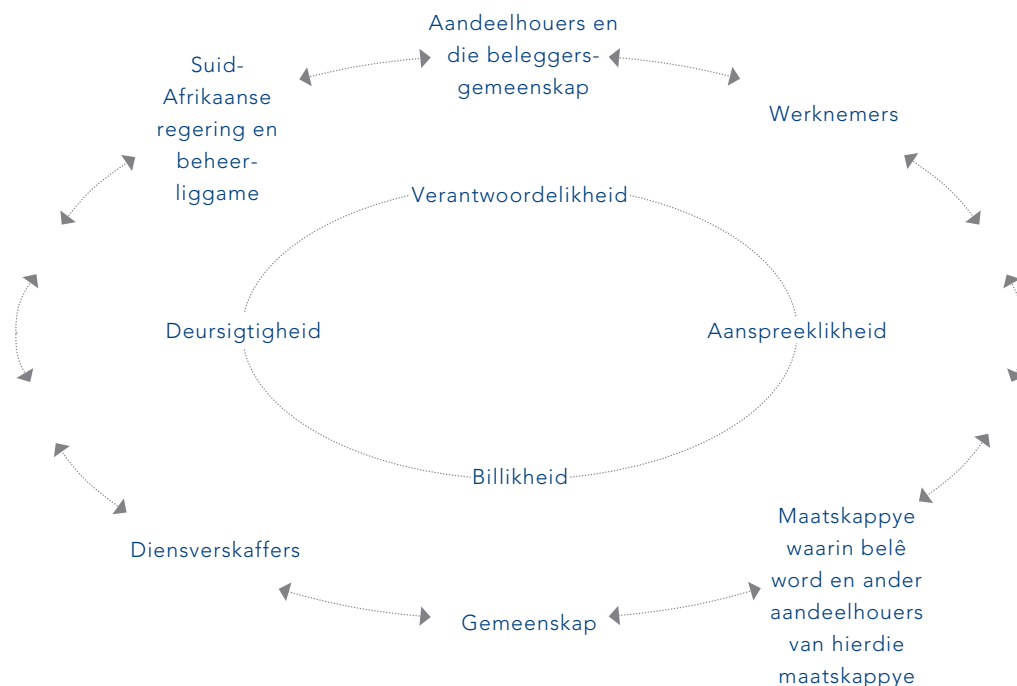 Aandeelhouers en
die beleggers-
gemeenskap
Suid-
Afrikaanse
regering en
beheer-
liggame
Werknemers
Verantwoordelikheid
Deursigtigheid
Aanspreeklikheid
Billikheid
Diensverskaffers
Maatskappye
waarin belê
word en ander
aandeelhouers
van hierdie
maatskappye
Gemeenskap